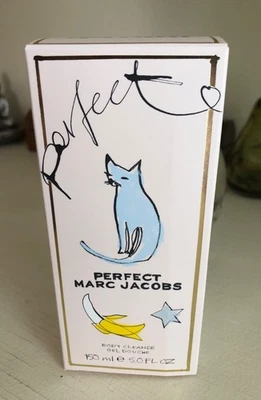 perfect
PERFECT
MARC JACOBS
BODY CLEANSE
GEL DOUCHE
150 ml e 5.0 FL OZ